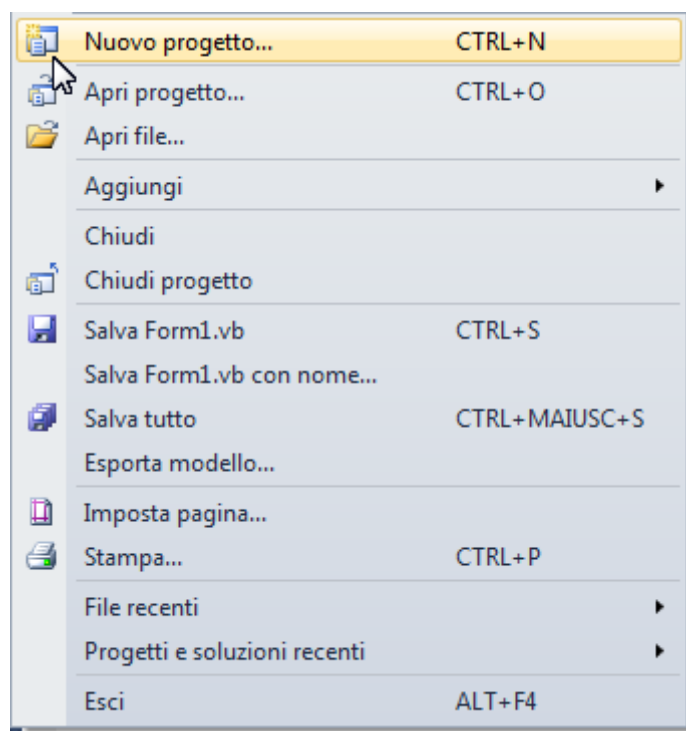 Nuovo progetto... CTRL+N
Apri progetto... CTRL+O
Apri file...
Aggiungi
Chiudi
Chiudi progetto
Salva Form1.vb CTRL+S
Salva Form1.vb con nome...
Salva tutto CTRL+MAIUSC+S
Esporta modello...
Imposta pagina...
Stampa... CTRL+P
File recenti
Progetti e soluzioni recenti
Esci ALT+F4